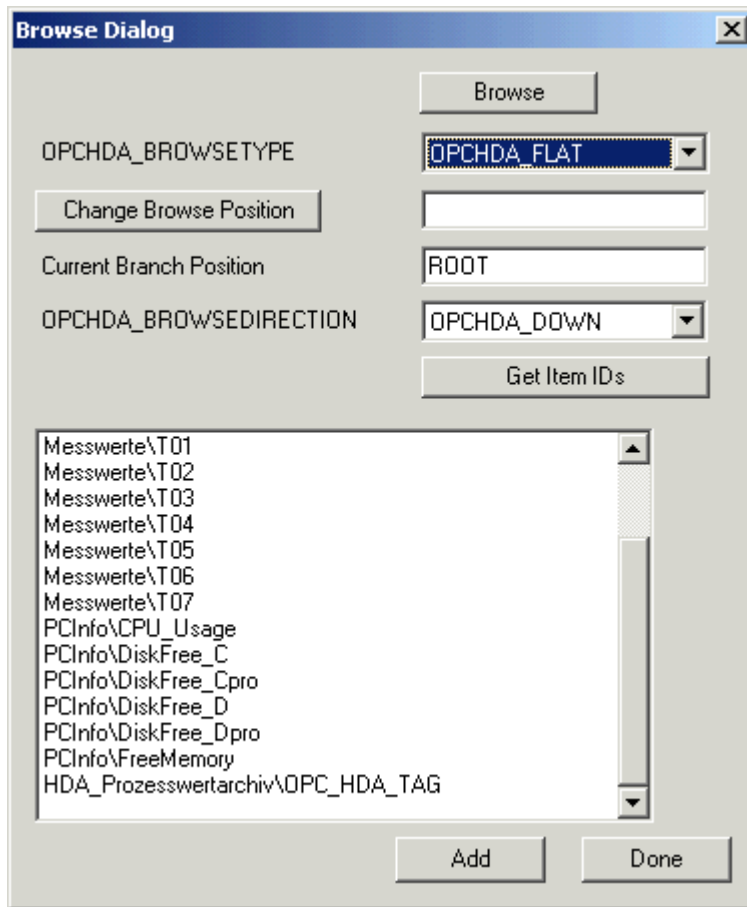 Browse Dialog
Browse
OPCHDA_BROWSETYPE OPCHDA_FLAT
Change Browse Position
Current Branch Position ROOT
OPCHDA_BROWSEDIRECTION OPCHDA_DOWN
Get Item IDs
Messwerte\T01
Messwerte\T02
Messwerte\T03
Messwerte\T04
Messwerte\T05
Messwerte\T06
Messwerte\T07
PCInfo\CPU_Usage
PCInfo\DiskFree_C
PCInfo\DiskFree_Cpro
PCInfo\DiskFree_D
PCInfo\DiskFree_Dpro
PCInfo\FreeMemory
HDA_Prozesswertarchiv\OPC_HDA_TAG
Add Done